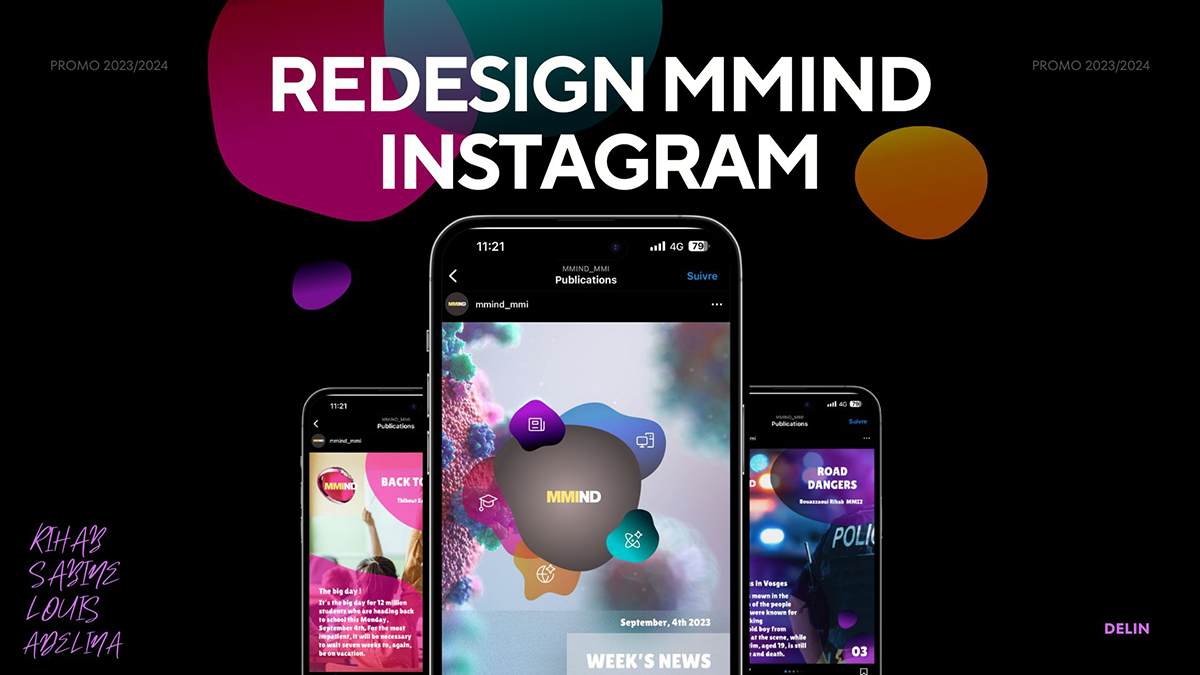 PROMO 2023/2024
PROMO 2023/2024
REDESIGN MMIND
INSTAGRAM
11:21
4G 79
MMIND_MMI
Publications
Suivre
MMIND
mmind_mmi
MMIND
September, 4th 2023
WEEK'S NEWS
11:21
MMIND_MMI
Publications
mmind_mmi
MMIND
BACK TO
Thibout
The big day !
It's the big day for 12 million
students who are heading back
to school this Monday,
September 4th. For the most
impatient, it will be necessary
to wait seven weeks to, again,
be on vacation.
4G 79
MMIND_MMI
Publications
Suivre
ROAD
DANGERS
Bouazzaoui Rihab MMI2
POLI
in Vosges
mown in the
of the people
were known for
king
old boy from
at the scene, while
aged 19, is still
and death.
03
RIHAB
SABINE
LOUIS
ADELINA
DELIN